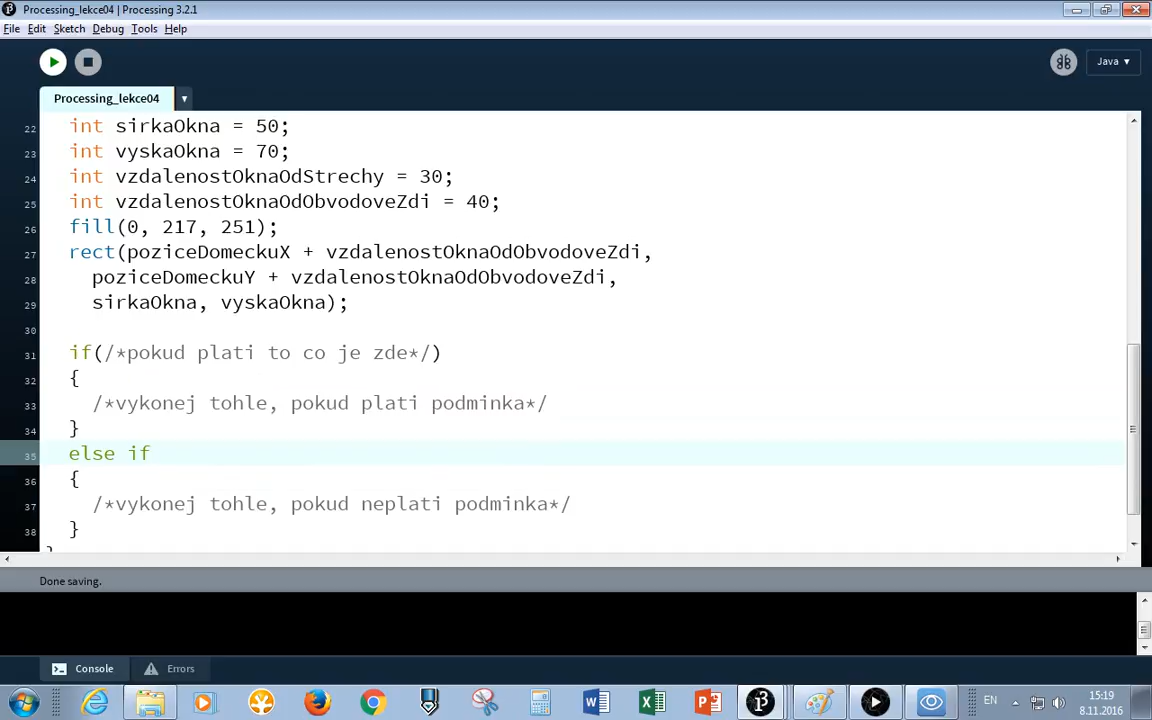 Processing_lekce04 | Processing 3.2.1
File Edit Sketch Debug Tools Help
Java ▾
Processing_lekce04 ▾
22 int sirkaOkna = 50;
23 int vyskaOkna = 70;
24 int vzdalenostOknaOdStrechy = 30;
25 int vzdalenostOknaOdObvodoveZdi = 40;
26 fill(0, 217, 251);
27 rect(poziceDomeckuX + vzdalenostOknaOdObvodoveZdi,
28 poziceDomeckuY + vzdalenostOknaOdObvodoveZdi,
29 sirkaOkna, vyskaOkna);
30
31 if(/*pokud plati to co je zde*/)
32 {
33 /*vykonej tohle, pokud plati podminka*/
34 }
35 else if
36 {
37 /*vykonej tohle, pokud neplati podminka*/
38 }
Done saving.
Console Errors
EN 15:19
8.11.2016